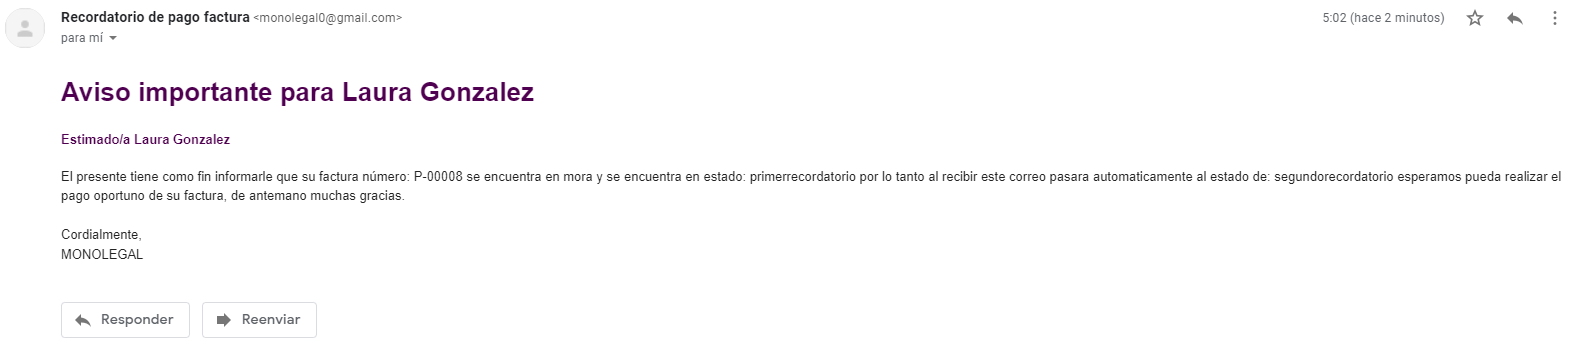 Recordatorio de pago factura <monolegal0@gmail.com> 5:02 (hace 2 minutos)
para mí
Aviso importante para Laura Gonzalez
Estimado/a Laura Gonzalez
El presente tiene como fin informarle que su factura número: P-00008 se encuentra en mora y se encuentra en estado: primerrecordatorio por lo tanto al recibir este correo pasara automaticamente al estado de: segundorecordatorio esperamos pueda realizar el
pago oportuno de su factura, de antemano muchas gracias.
Cordialmente,
MONOLEGAL
Responder Reenviar